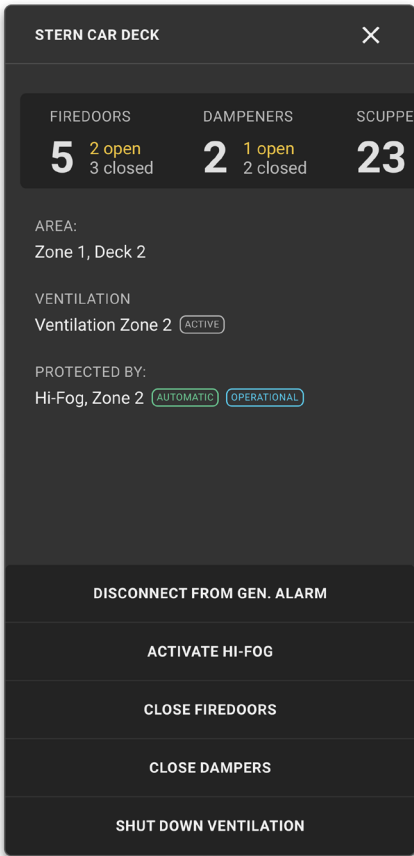 STERN CAR DECK
FIREDOORS DAMPENERS SCUPPE
5 2 open 2 1 open 23
3 closed 2 closed
AREA:
Zone 1, Deck 2
VENTILATION
Ventilation Zone 2 ACTIVE
PROTECTED BY:
Hi-Fog, Zone 2 AUTOMATIC OPERATIONAL
DISCONNECT FROM GEN. ALARM
ACTIVATE HI-FOG
CLOSE FIREDOORS
CLOSE DAMPERS
SHUT DOWN VENTILATION